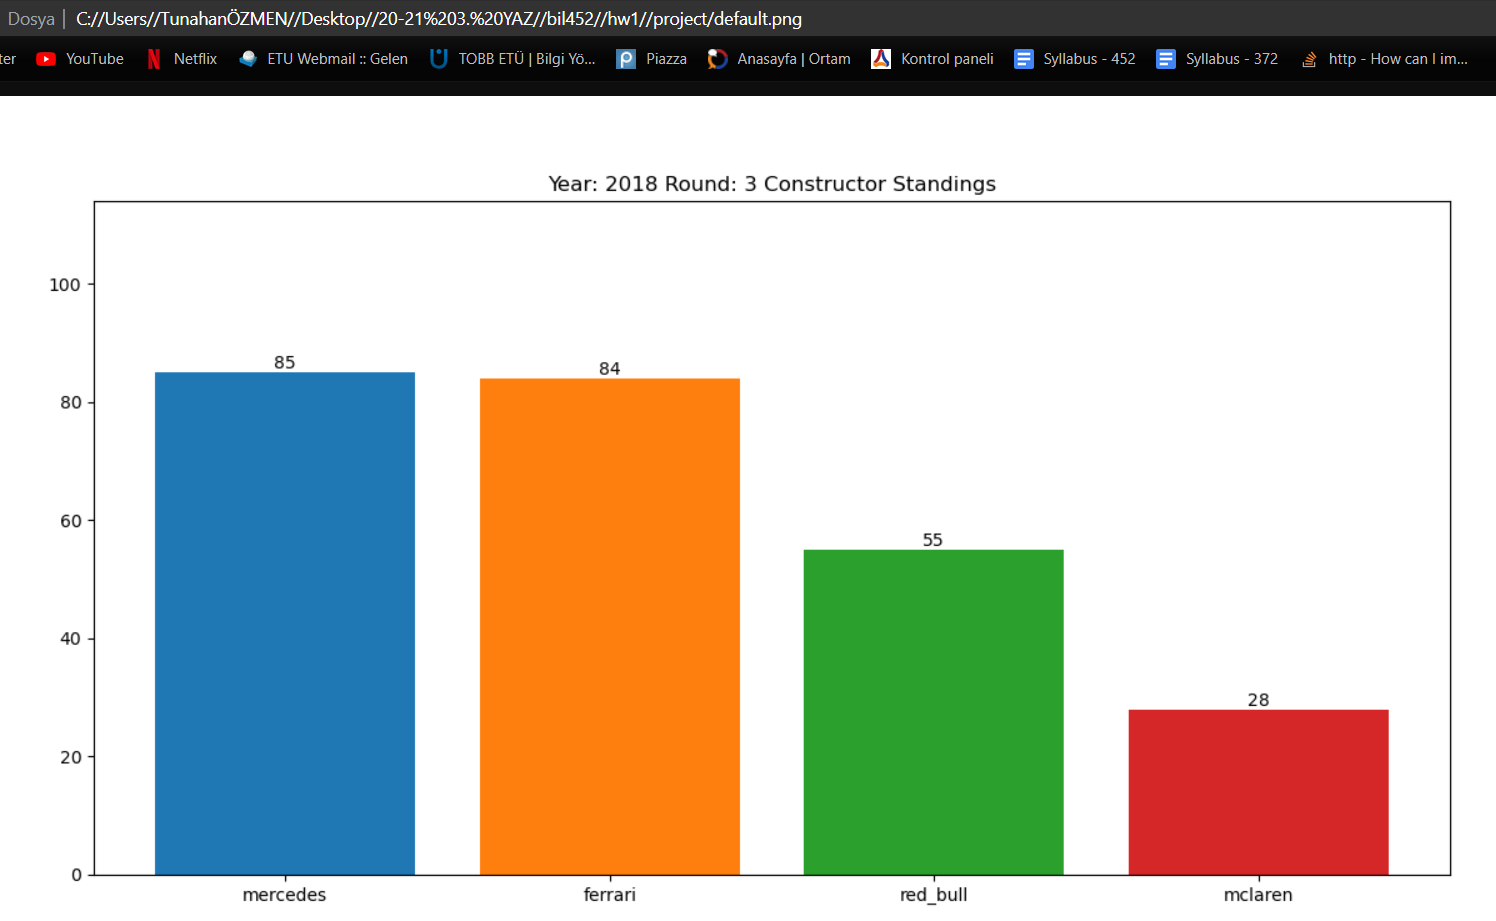 Dosya | C://Users//TunahanÖZMEN//Desktop//20-21%203.%20YAZ//bil452//hw1//project/default.png
ter YouTube Netflix ETU Webmail :: Gelen TOBB ETÜ | Bilgi Yö... Piazza Anasayfa | Ortam Kontrol paneli Syllabus - 452 Syllabus - 372 http - How can I im...
Year: 2018 Round: 3 Constructor Standings
100
80
60
40
20
0
85
84
55
28
mercedes ferrari red_bull mclaren